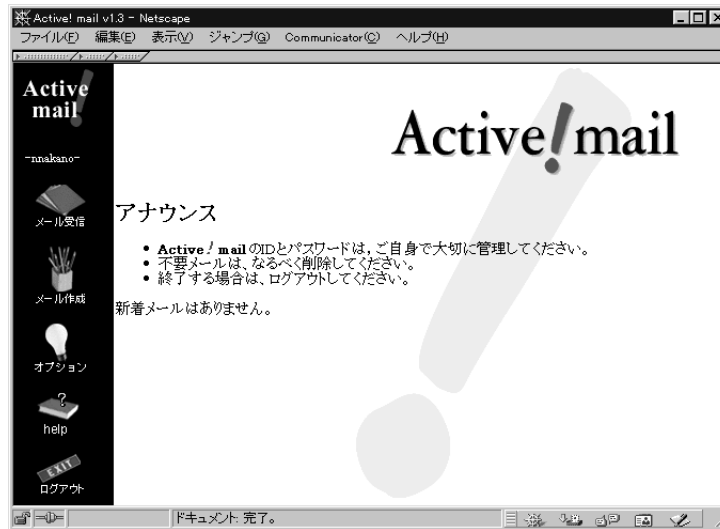 Active! mail v1.3 - Netscape
ファイル(F) 編集(E) 表示(V) ジャンプ(G) Communicator(C) ヘルプ(H)
Active! mail
-nnakano-
メール受信
メール作成
オプション
help
EXIT
ログアウト
Active! mail
アナウンス
• Active! mail のIDとパスワードは，ご自身で大切に管理してください。
• 不要メールは、なるべく削除してください。
• 終了する場合は、ログアウトしてください。
新着メールはありません。
ドキュメント: 完了。